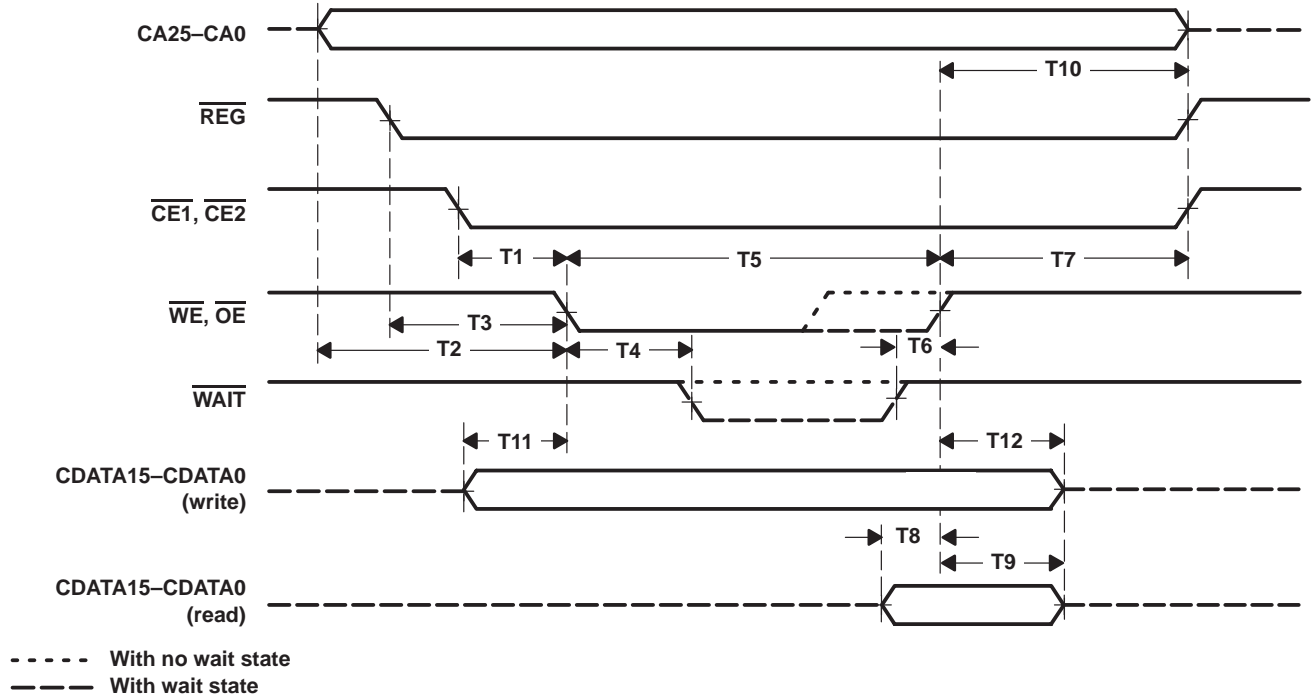 CA25–CA0
T10
REG
CE1, CE2
T1
T5
T7
WE, OE
T3
T2
T4
T6
WAIT
T11
T12
CDATA15–CDATA0
(write)
T8
T9
CDATA15–CDATA0
(read)
With no wait state
With wait state